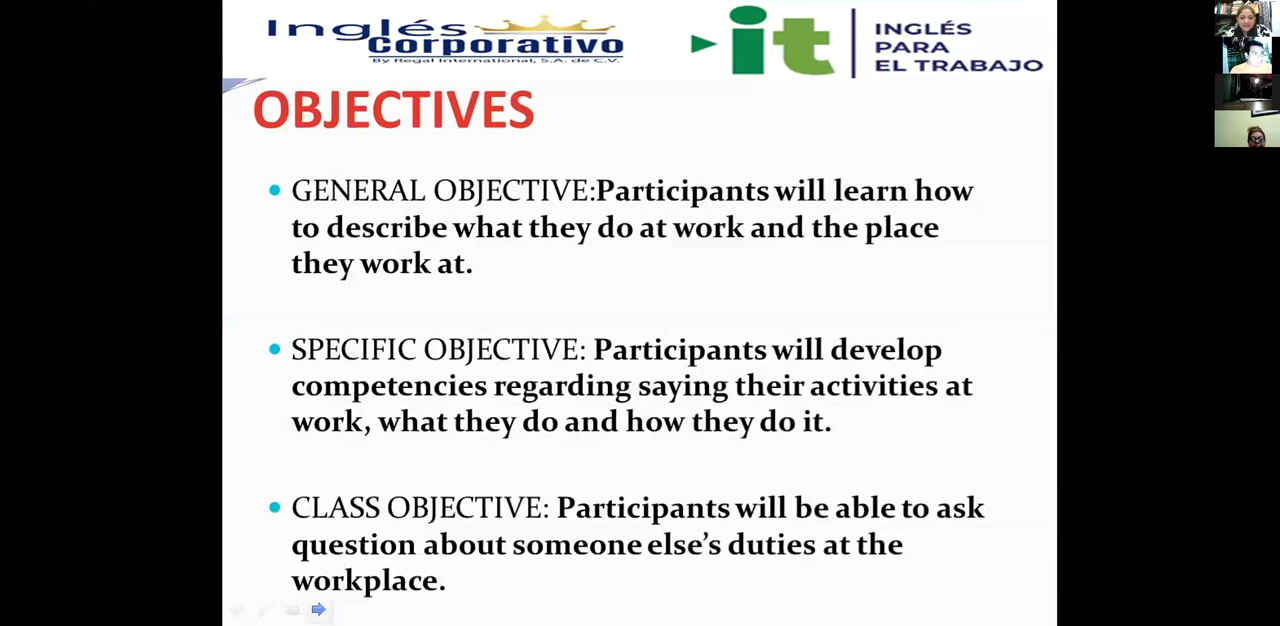 Inglés
Corporativo
By Regal International, S.A. de C.V.
it
INGLÉS
PARA
EL TRABAJO
OBJECTIVES
GENERAL OBJECTIVE:Participants will learn how
to describe what they do at work and the place
they work at.
SPECIFIC OBJECTIVE: Participants will develop
competencies regarding saying their activities at
work, what they do and how they do it.
CLASS OBJECTIVE: Participants will be able to ask
question about someone else’s duties at the
workplace.